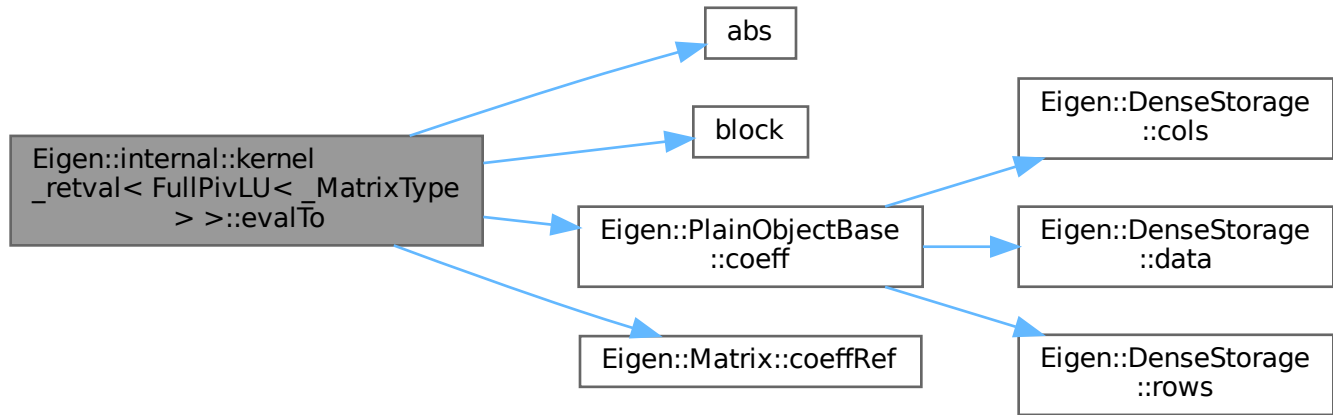 Eigen::internal::kernel
_retval< FullPivLU< _MatrixType
> >::evalTo
abs
block
Eigen::PlainObjectBase
::coeff
Eigen::Matrix::coeffRef
Eigen::DenseStorage
::cols
Eigen::DenseStorage
::data
Eigen::DenseStorage
::rows